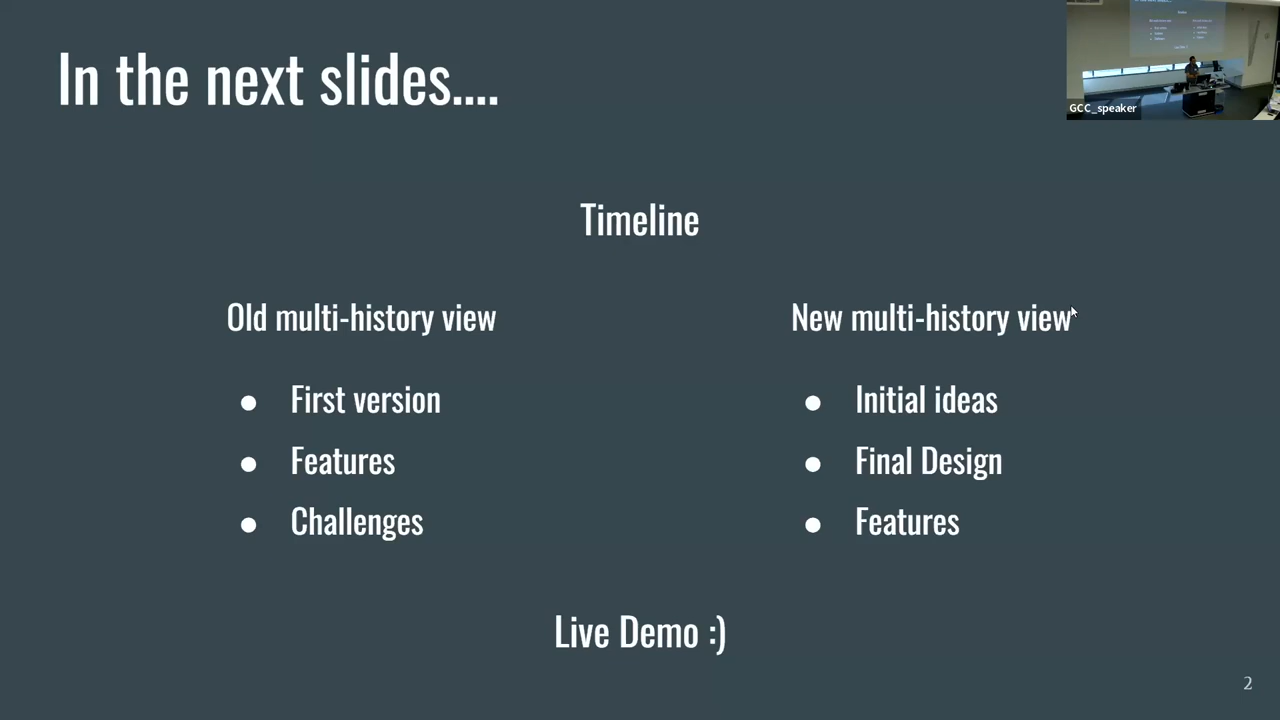 In the next slides....
GCC_speaker
Timeline
Old multi-history view
First version
Features
Challenges
New multi-history view
Initial ideas
Final Design
Features
Live Demo :)
2